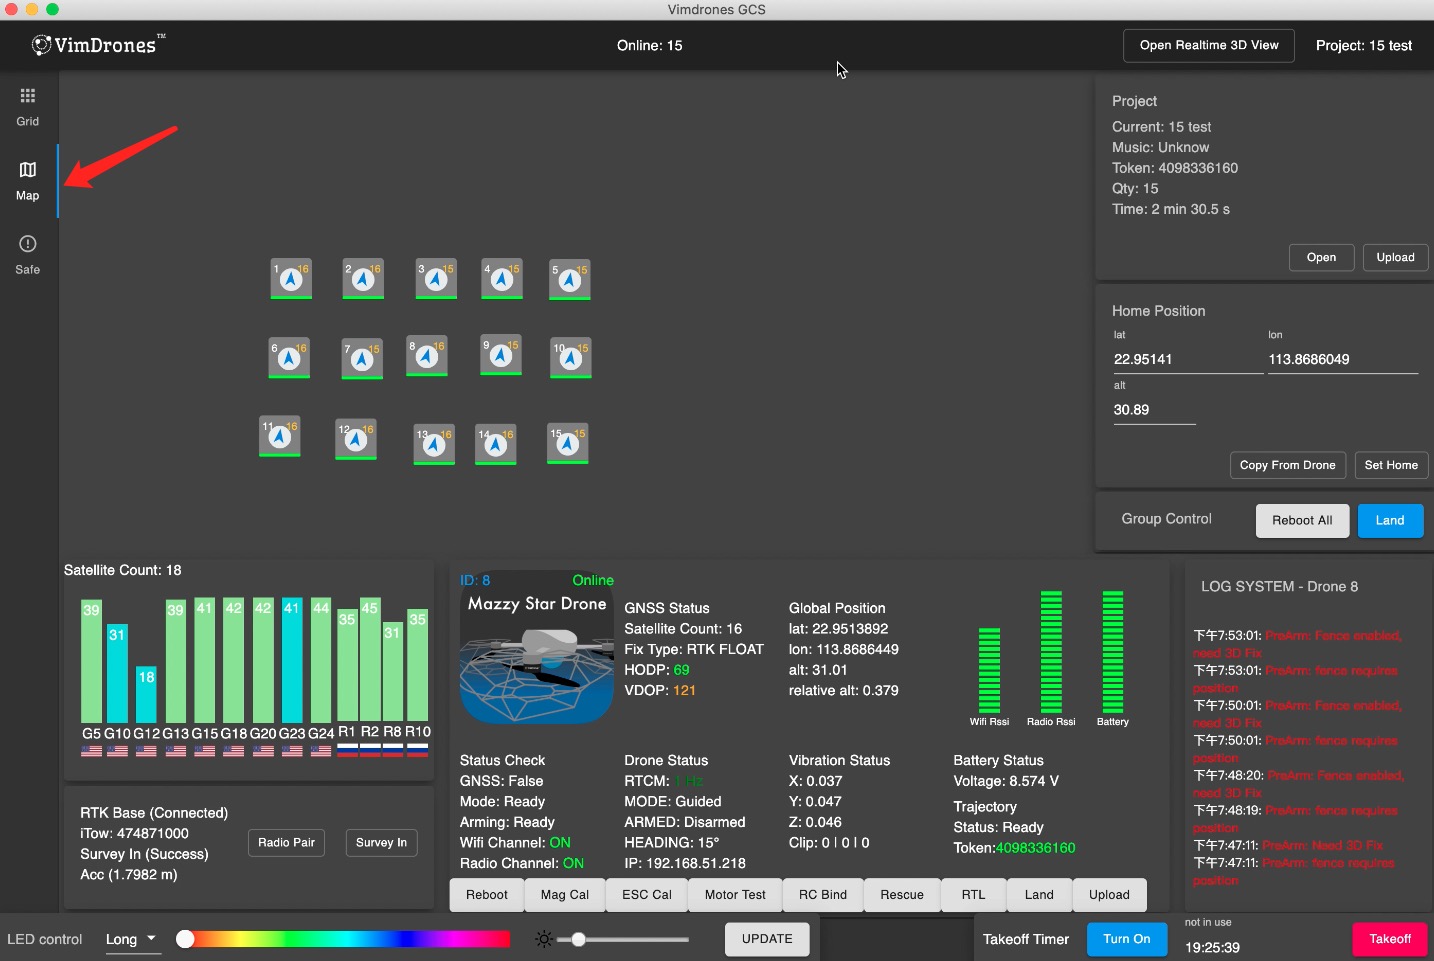 Vimdrones GCS
VimDrones™
Online: 15
Open Realtime 3D View
Project: 15 test
Grid
Map
Safe
1 16
2 16
3 15
4 15
5 15
6 16
7 15
8 16
9 15
10 15
11 16
12 16
13 16
14 16
15 15
Project
Current: 15 test
Music: Unknow
Token: 4098336160
Qty: 15
Time: 2 min 30.5 s
Open
Upload
Home Position
lat
lon
22.95141
113.8686049
alt
30.89
Copy From Drone
Set Home
Group Control
Reboot All
Land
Satellite Count: 18
39 31 18 39 41 42 42 41 44 35 45 31 35
G5 G10 G12 G13 G15 G18 G20 G23 G24 R1 R2 R8 R10
RTK Base (Connected)
iTow: 474871000
Survey In (Success)
Acc (1.7982 m)
Radio Pair
Survey In
ID: 8
Online
Mazzy Star Drone
GNSS Status
Satellite Count: 16
Fix Type: RTK FLOAT
HODP: 69
VDOP: 121
Global Position
lat: 22.9513892
lon: 113.8686449
alt: 31.01
relative alt: 0.379
Wifi Rssi
Radio Rssi
Battery
Status Check
GNSS: False
Mode: Ready
Arming: Ready
Wifi Channel: ON
Radio Channel: ON
Drone Status
RTCM: 1 Hz
MODE: Guided
ARMED: Disarmed
HEADING: 15°
IP: 192.168.51.218
Vibration Status
X: 0.037
Y: 0.047
Z: 0.046
Clip: 0 | 0 | 0
Battery Status
Voltage: 8.574 V
Trajectory
Status: Ready
Token:4098336160
Reboot
Mag Cal
ESC Cal
Motor Test
RC Bind
Rescue
RTL
Land
Upload
LOG SYSTEM - Drone 8
下午7:53:01: PreArm: Fence enabled,
need 3D Fix
下午7:53:01: PreArm: fence requires
position
下午7:50:01: PreArm: Fence enabled,
need 3D Fix
下午7:50:01: PreArm: fence requires
position
下午7:48:20: PreArm: Fence enabled,
need 3D Fix
下午7:48:19: PreArm: fence requires
position
下午7:47:11: PreArm: Need 3D Fix
下午7:47:11: PreArm: fence requires
position
LED control
Long
UPDATE
Takeoff Timer
Turn On
not in use
19:25:39
Takeoff